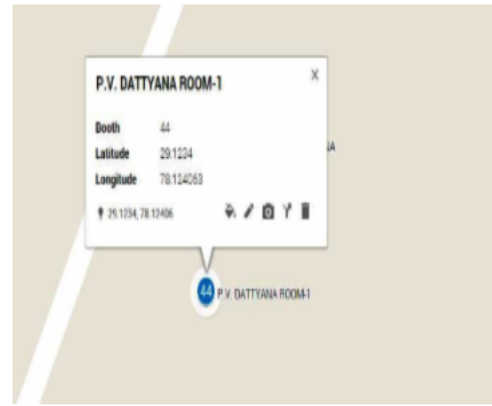 P.V. DATTYANA ROOM-1
X
Booth 44
Latitude 29.1234
Longitude 78.124063
29.1234, 78.12406
44 P.V. DATTYANA ROOM-1